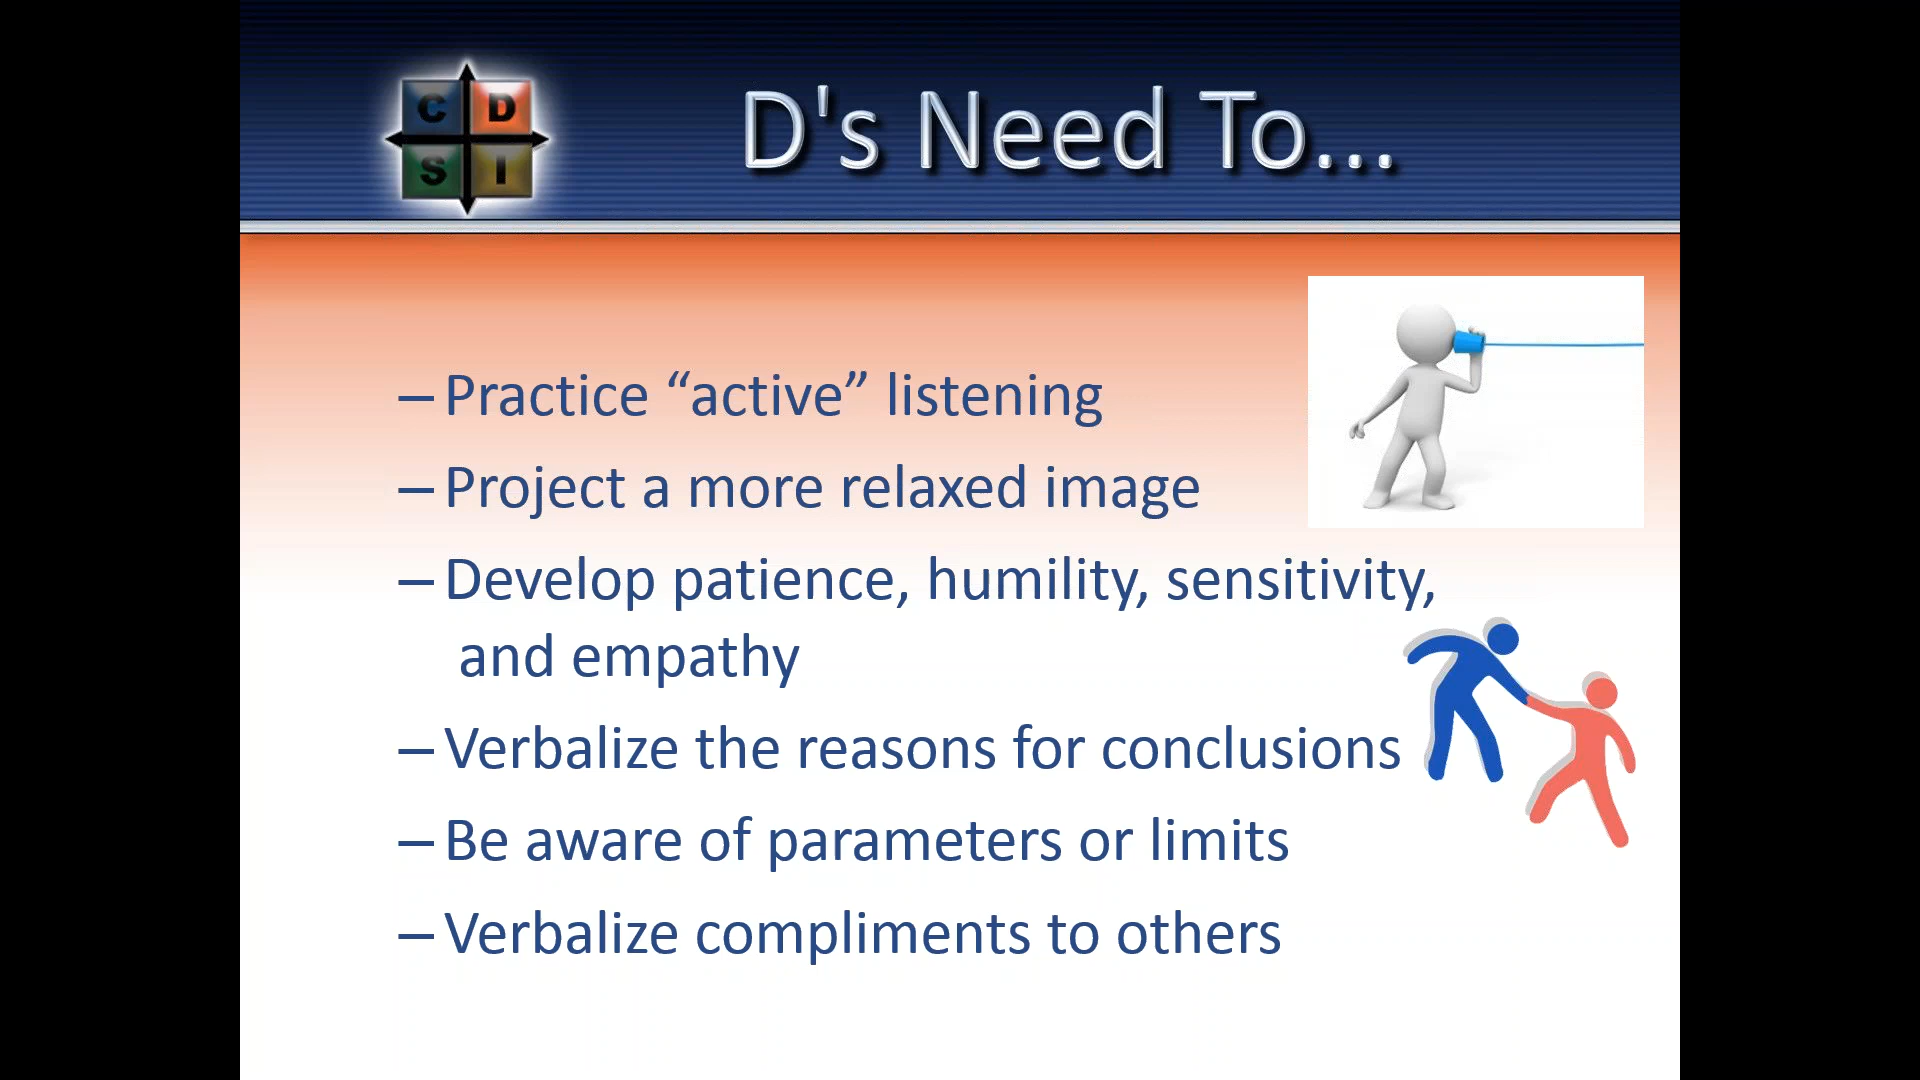 C D
S I
D's Need To...
– Practice “active” listening
– Project a more relaxed image
– Develop patience, humility, sensitivity,
and empathy
– Verbalize the reasons for conclusions
– Be aware of parameters or limits
– Verbalize compliments to others